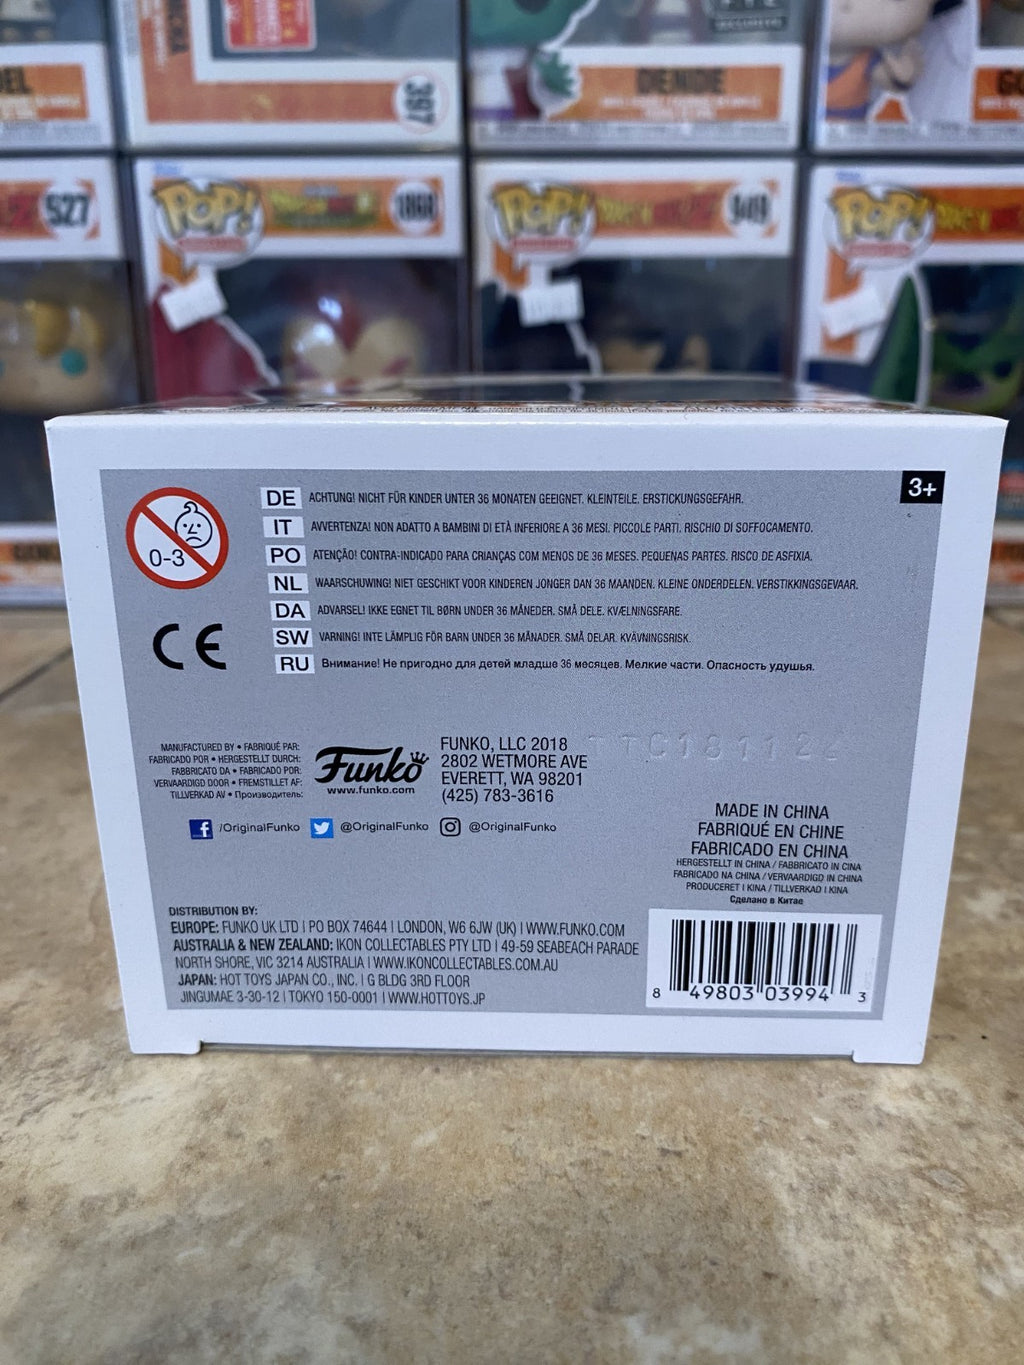 397
DENDE
527
POP!
1868
POP!
949
POP!
3+
0-3
DE ACHTUNG! NICHT FÜR KINDER UNTER 36 MONATEN GEEIGNET. KLEINTEILE. ERSTICKUNGSGEFAHR.
IT AVVERTENZA! NON ADATTO A BAMBINI DI ETÀ INFERIORE A 36 MESI. PICCOLE PARTI. RISCHIO DI SOFFOCAMENTO.
PO ATENÇÃO! CONTRA-INDICADO PARA CRIANÇAS COM MENOS DE 36 MESES. PEQUENAS PARTES. RISCO DE ASFIXIA.
NL WAARSCHUWING! NIET GESCHIKT VOOR KINDEREN JONGER DAN 36 MAANDEN. KLEINE ONDERDELEN. VERSTIKKINGSGEVAAR.
DA ADVARSEL! IKKE EGNET TIL BØRN UNDER 36 MÅNEDER. SMÅ DELE. KVÆLNINGSFARE.
SW VARNING! INTE LÄMPLIG FÖR BARN UNDER 36 MÅNADER. SMÅ DELAR. KVÄVNINGSRISK.
RU Внимание! Не пригодно для детей младше 36 месяцев. Мелкие части. Опасность удушья.
CE
MANUFACTURED BY • FABRIQUÉ PAR:
FABRICADO POR • HERGESTELLT DURCH:
FABBRICATO DA • FABRICADO POR:
VERVAARDIGD DOOR • FREMSTILLET AF:
TILLVERKAD AV • Производитель:
Funko
www.funko.com
FUNKO, LLC 2018
2802 WETMORE AVE
EVERETT, WA 98201
(425) 783-3616
/OriginalFunko @OriginalFunko @OriginalFunko
MADE IN CHINA
FABRIQUÉ EN CHINE
FABRICADO EN CHINA
HERGESTELLT IN CHINA / FABBRICATO IN CINA
FABRICADO NA CHINA / VERVAARDIGD IN CHINA
PRODUCERET I KINA / TILLVERKAD I KINA
Сделано в Китае
DISTRIBUTION BY:
EUROPE: FUNKO UK LTD | PO BOX 74644 | LONDON, W6 6JW (UK) | WWW.FUNKO.COM
AUSTRALIA & NEW ZEALAND: IKON COLLECTABLES PTY LTD | 49-59 SEABEACH PARADE
NORTH SHORE, VIC 3214 AUSTRALIA | WWW.IKONCOLLECTABLES.COM.AU
JAPAN: HOT TOYS JAPAN CO., INC. | G BLDG 3RD FLOOR
JINGUMAE 3-30-12 | TOKYO 150-0001 | WWW.HOTTOYS.JP
8 49803 03994 3